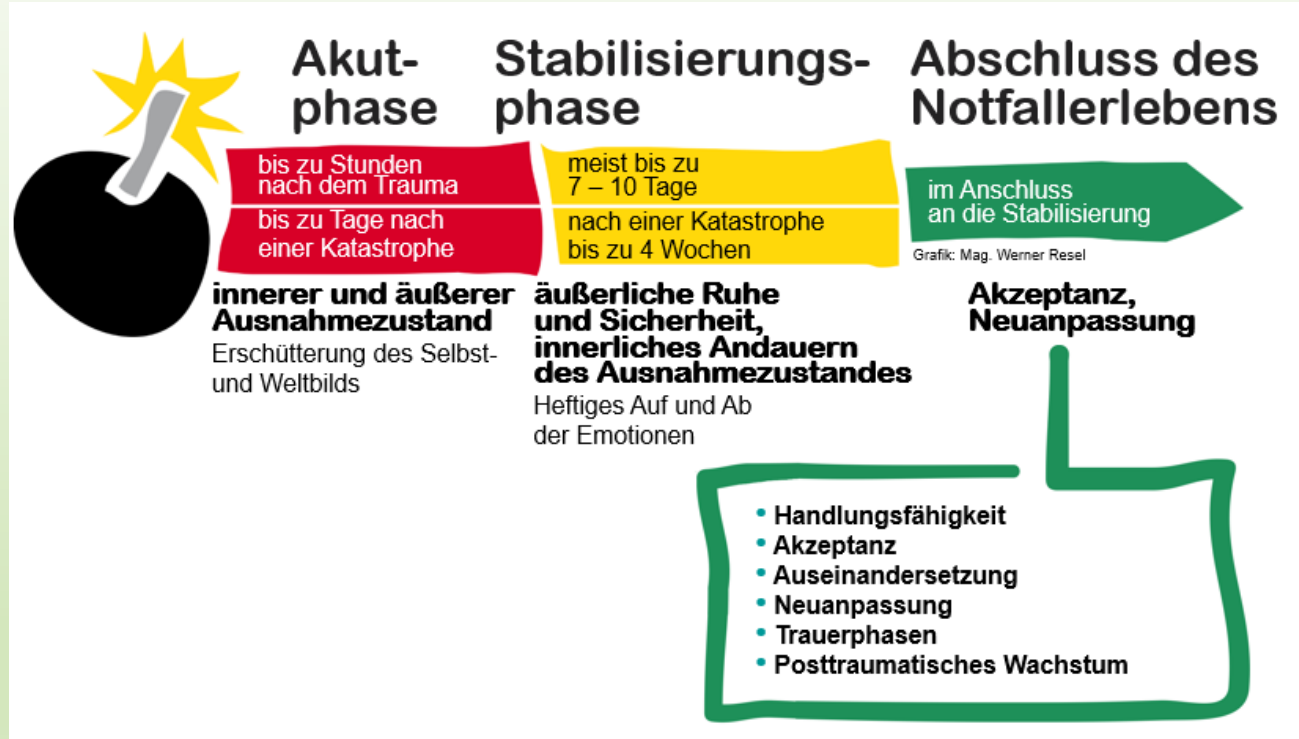 Akut-
phase
bis zu Stunden
nach dem Trauma
bis zu Tage nach
einer Katastrophe
innerer und äußerer
Ausnahmezustand
Erschütterung des Selbst-
und Weltbilds
Stabilisierungs-
phase
meist bis zu
7 – 10 Tage
nach einer Katastrophe
bis zu 4 Wochen
äußerliche Ruhe
und Sicherheit,
innerliches Andauern
des Ausnahmezustandes
Heftiges Auf und Ab
der Emotionen
Abschluss des
Notfallerlebens
im Anschluss
an die Stabilisierung
Grafik: Mag. Werner Resel
Akzeptanz,
Neuanpassung
• Handlungsfähigkeit
• Akzeptanz
• Auseinandersetzung
• Neuanpassung
• Trauerphasen
• Posttraumatisches Wachstum